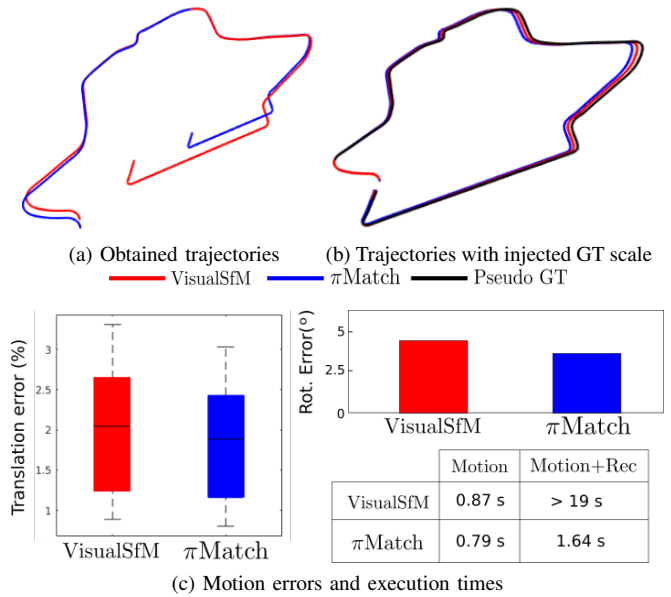 (a) Obtained trajectories
(b) Trajectories with injected GT scale
VisualSfM
πMatch
Pseudo GT
Translation error (%)
3
2.5
2
1.5
1
VisualSfM
πMatch
Rot. Error(°)
5
2.5
0
VisualSfM
πMatch
Motion Motion+Rec
VisualSfM 0.87 s > 19 s
πMatch 0.79 s 1.64 s
(c) Motion errors and execution times